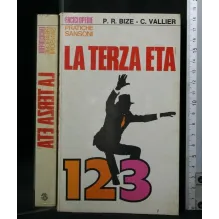 ENCICLOPEDIE
PRATICHE
SANSONI
P. R. BIZE - C. VALLIER
LA TERZA ETA
123
LA TERZA ETA